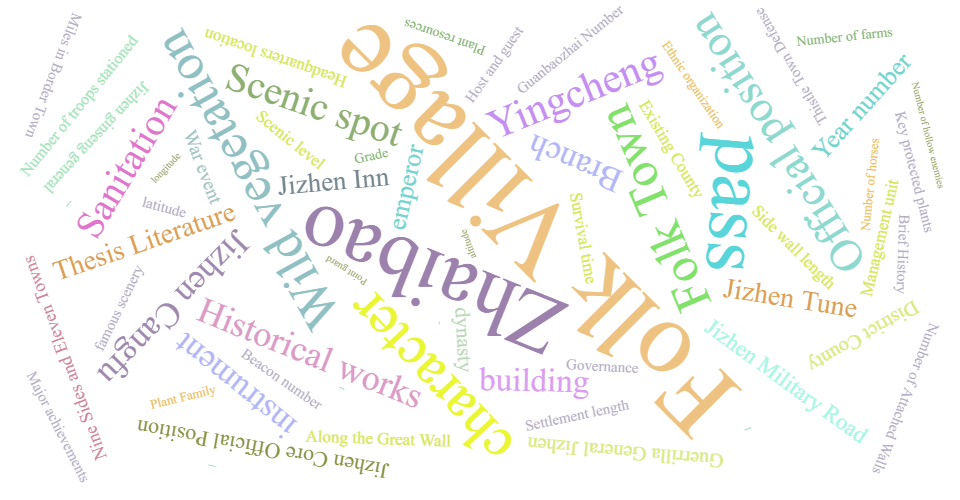 Miles in Border Town
Number of troops stationed
Jizhen ginseng general
Sanitation
longitude
latitude
War event
Wild vegetation
Headquarters location
Scenic spot
Scenic level
Grade
Jizhen Inn
Plant resources
Host and guest
Guanbaozhai Number
Folk Village
Yingcheng
Branch
emperor
Zhaibao
altitude
Point guard
Ethnic organization
Existing County
Folk Town
Survival time
pass
Thistle Town Defense
Official position
Number of farms
Year number
Number of hollow enemies
Key protected plants
Number of horses
Management unit
Brief History
Side wall length
Jizhen Tune
District County
Number of Attached Walls
Jizhen Military Road
Thesis Literature
famous scenery
Jizhen Cangfu
Nine Sides and Eleven Towns
Major achievements
Historical works
instrument
Beacon number
Plant Family
character
dynasty
building
Governance
Settlement length
Along the Great Wall
Jizhen Core Official Position
Guerrilla General Jizhen